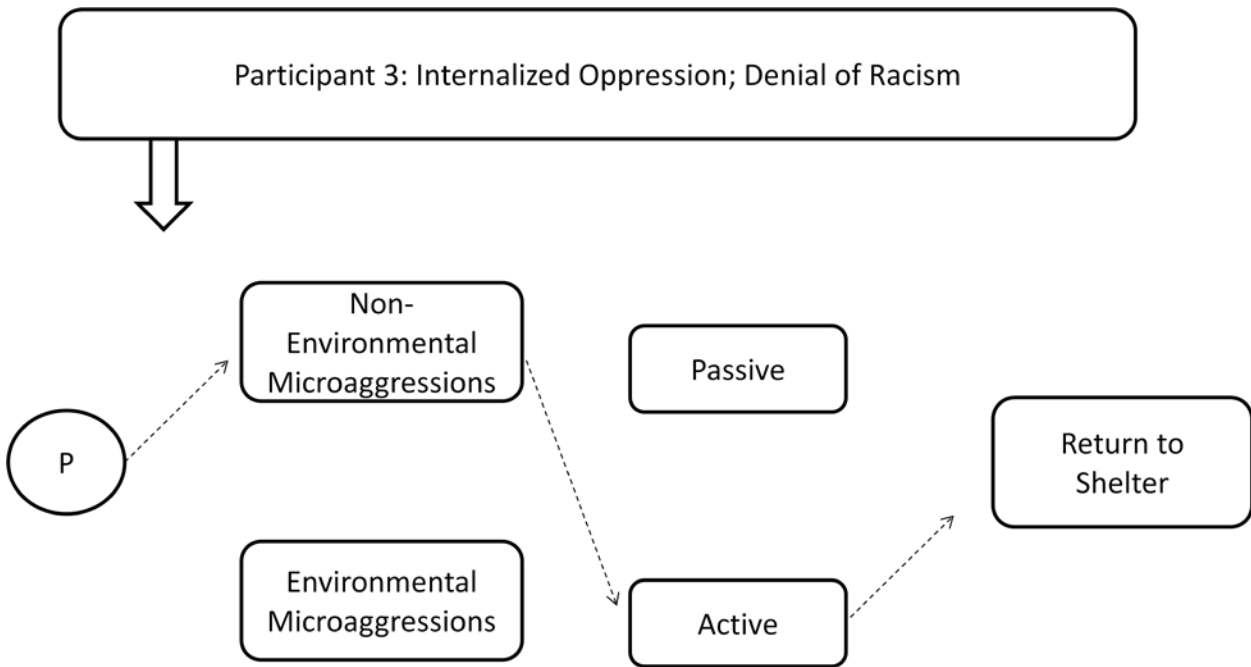 Participant 3: Internalized Oppression; Denial of Racism
Non-
Environmental
Microaggressions
Passive
P
Return to
Shelter
Environmental
Microaggressions
Active